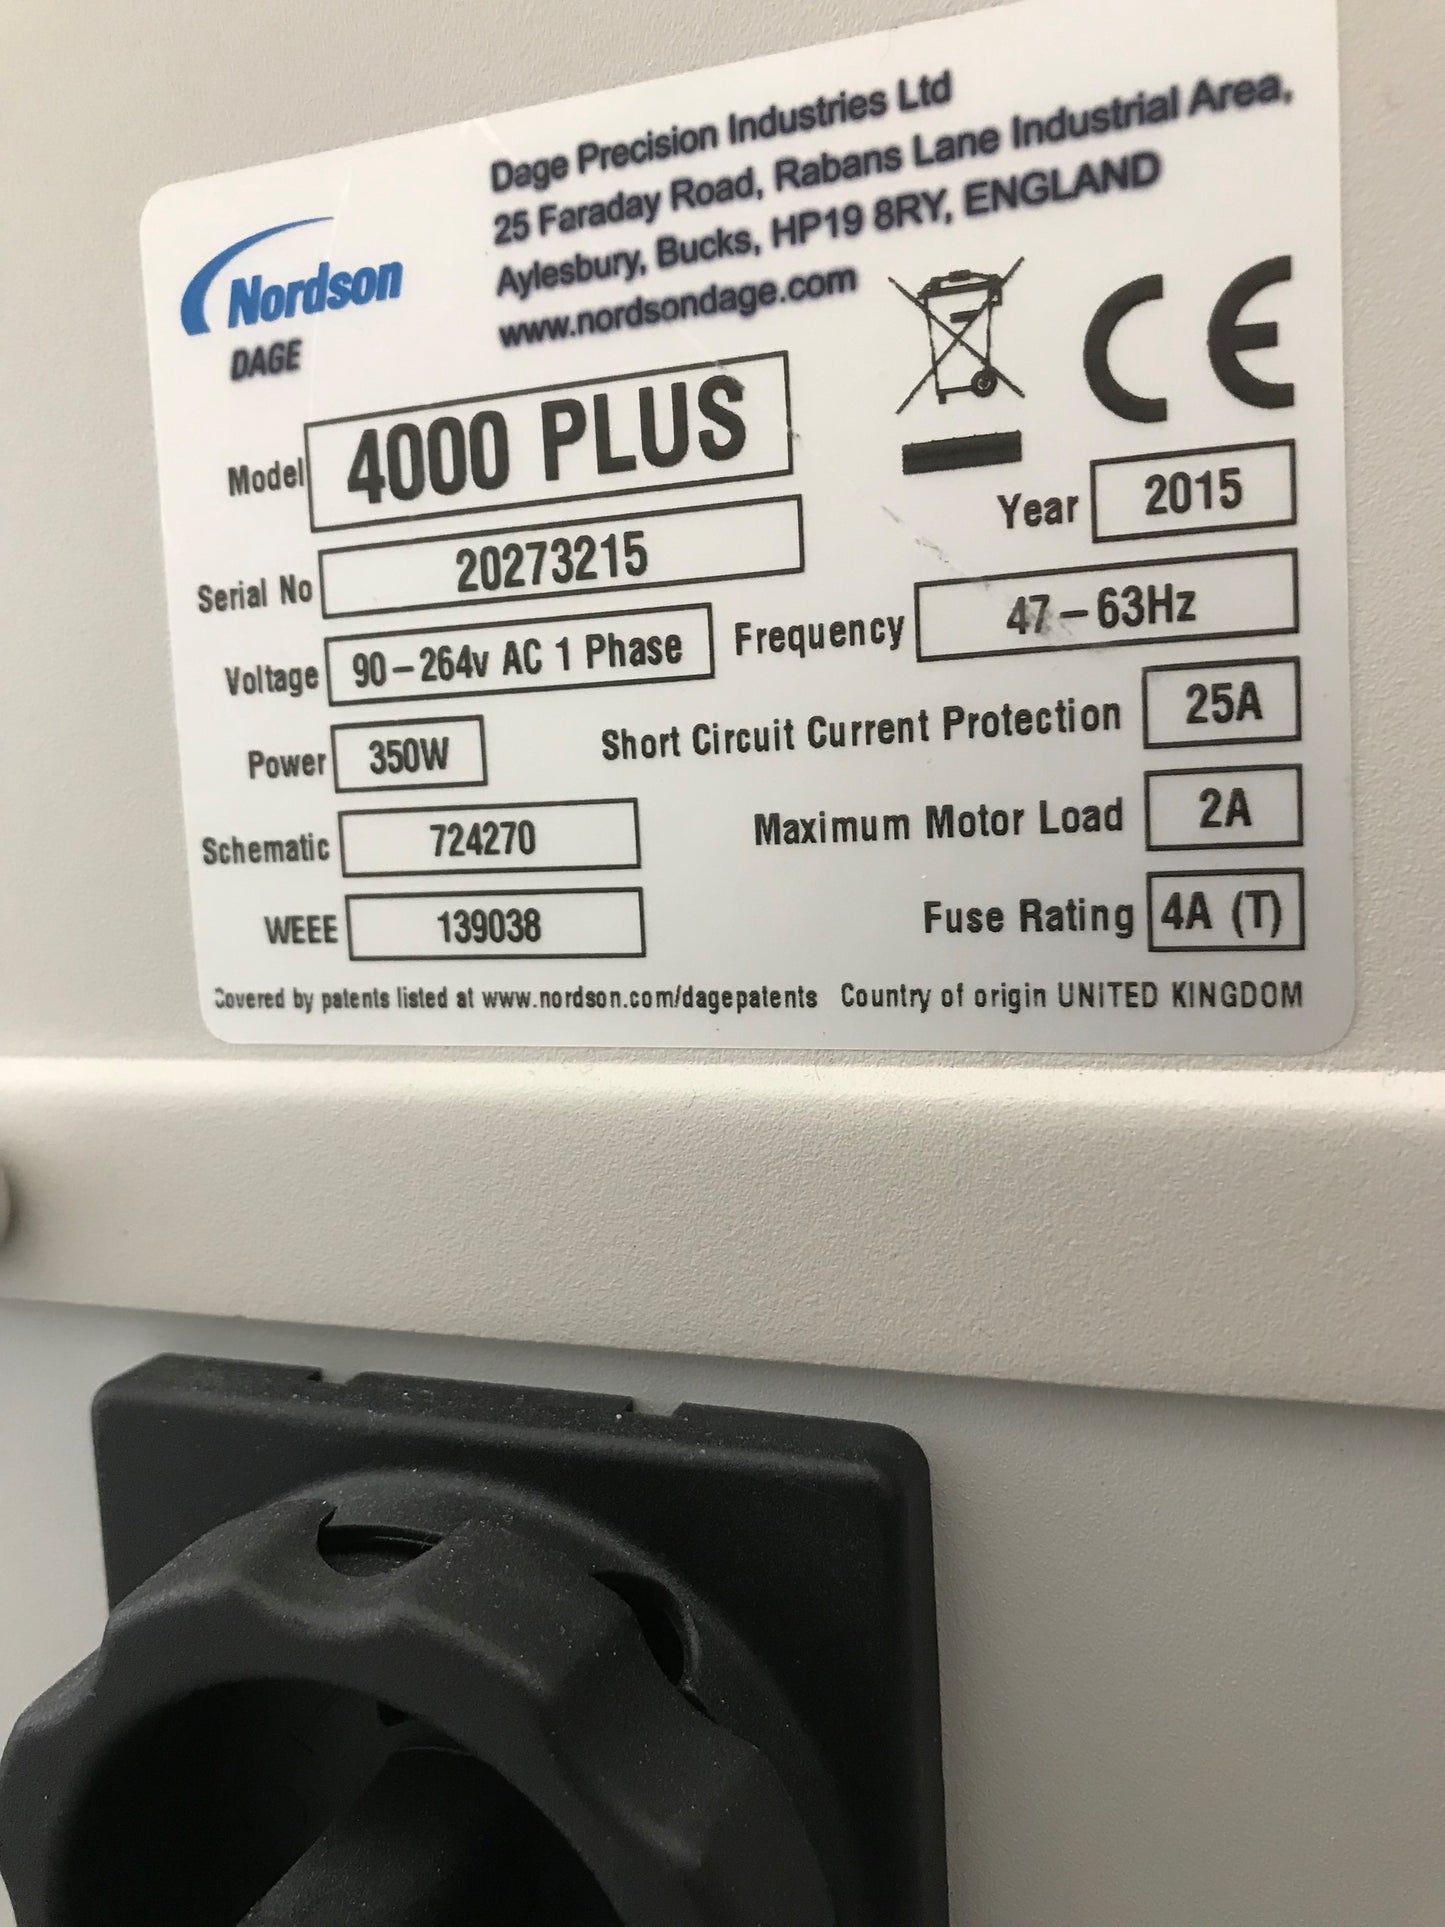 Dage Precision Industries Ltd
25 Faraday Road, Rabans Lane Industrial Area,
Aylesbury, Bucks, HP19 8RY, ENGLAND
www.nordsondage.com
Nordson
DAGE
CE
Model 4000 PLUS
Year 2015
Serial No 20273215
Voltage 90-264v AC 1 Phase Frequency 47-63Hz
Power 350W Short Circuit Current Protection 25A
Schematic 724270 Maximum Motor Load 2A
WEEE 139038 Fuse Rating 4A (T)
Covered by patents listed at www.nordson.com/dagepatents Country of origin UNITED KINGDOM